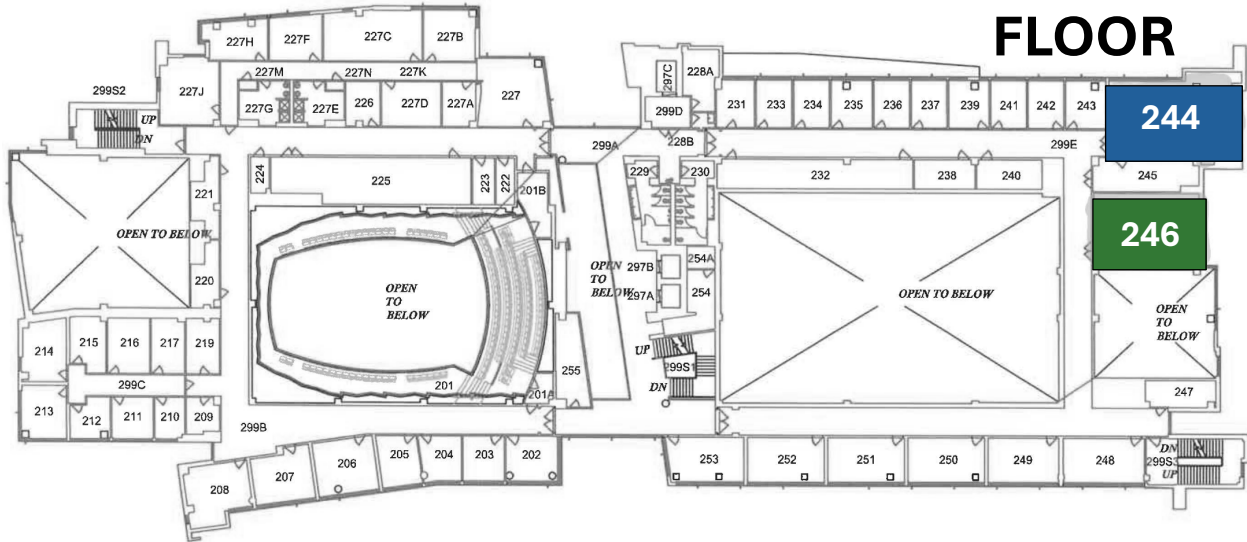 FLOOR
227H
227F
227C
227B
227M
227N
227K
227J
227G
227E
226
227D
227A
227
299S2
UP
DN
297C
228A
299D
231
233
234
235
236
237
239
241
242
243
244
299A
228B
299E
224
225
223
222
201B
229
230
232
238
240
245
221
OPEN TO BELOW
220
246
OPEN
TO
BELOW
OPEN
TO
BELOW
297B
297A
254A
254
OPEN TO BELOW
OPEN
TO
BELOW
214
215
216
217
219
299C
213
212
211
210
209
201
201A
255
UP
299S1
DN
247
299B
208
207
206
205
204
203
202
253
252
251
250
249
248
DN
299S3
UP